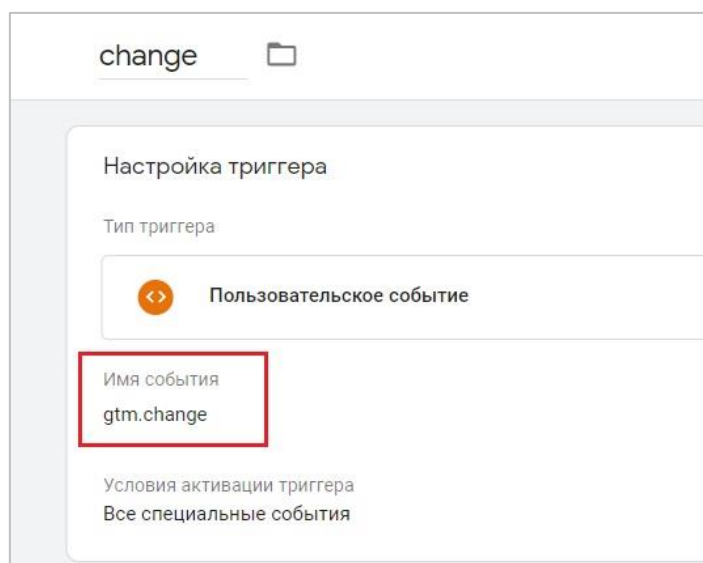 change
Настройка триггера
Тип триггера
Пользовательское событие
Имя события
gtm.change
Условия активации триггера
Все специальные события